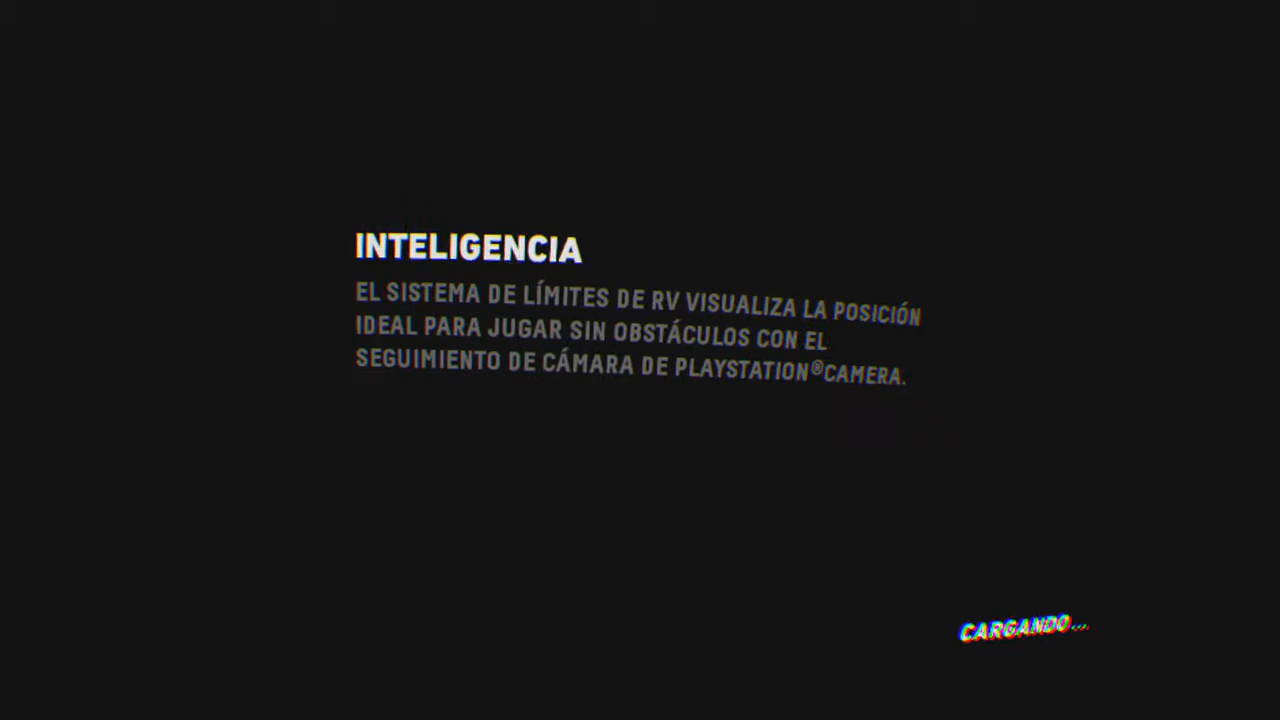 INTELIGENCIA
EL SISTEMA DE LÍMITES DE RV VISUALIZA LA POSICIÓN
IDEAL PARA JUGAR SIN OBSTÁCULOS CON EL
SEGUIMIENTO DE CÁMARA DE PLAYSTATION®CAMERA.
CARGANDO...